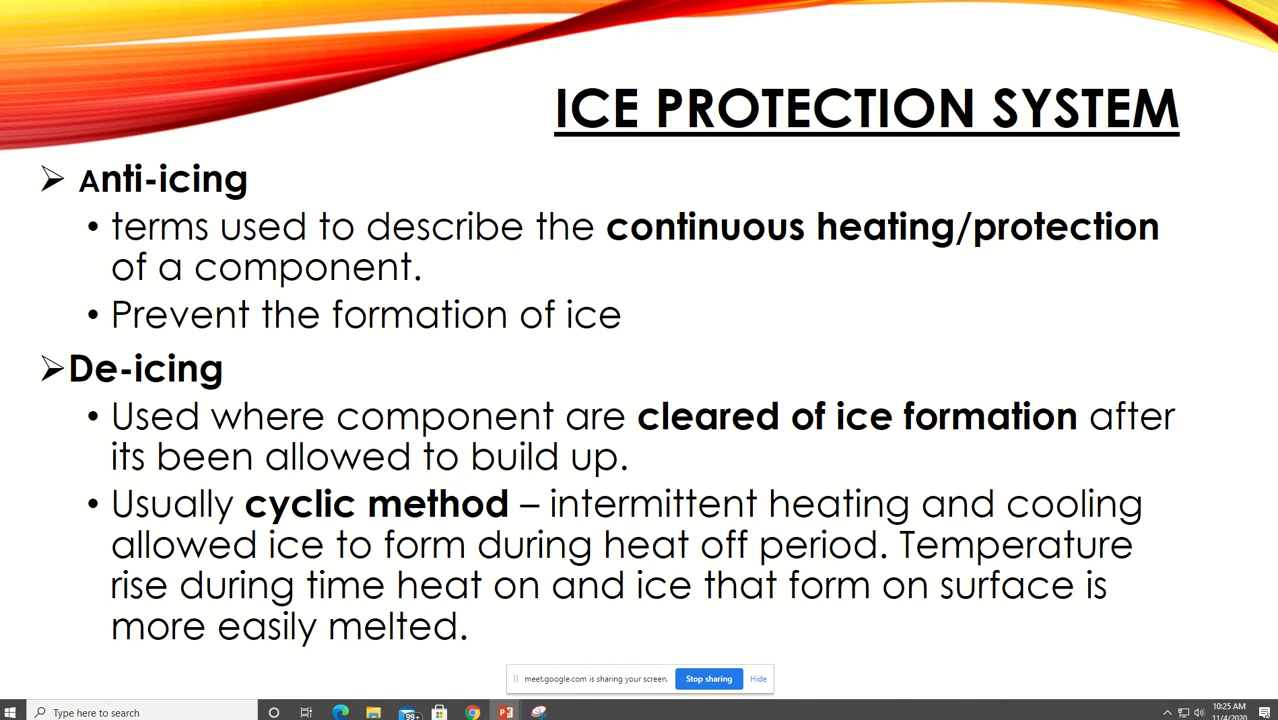 ICE PROTECTION SYSTEM
➢ Anti-icing
• terms used to describe the continuous heating/protection
of a component.
• Prevent the formation of ice
➢De-icing
• Used where component are cleared of ice formation after
its been allowed to build up.
• Usually cyclic method – intermittent heating and cooling
allowed ice to form during heat off period. Temperature
rise during time heat on and ice that form on surface is
more easily melted.
meet.google.com is sharing your screen. Stop sharing Hide
Type here to search
99+
10:25 AM
11/4/2020